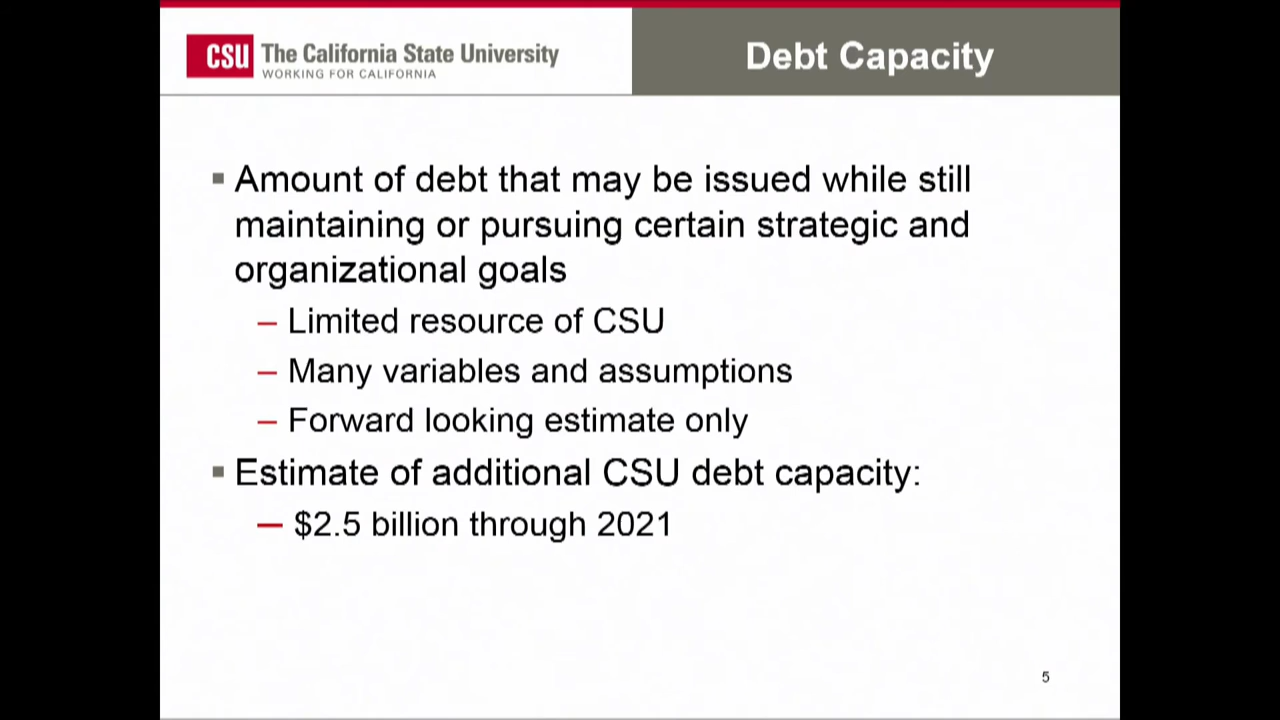 CSU The California State University
WORKING FOR CALIFORNIA
Debt Capacity
▪ Amount of debt that may be issued while still
maintaining or pursuing certain strategic and
organizational goals
– Limited resource of CSU
– Many variables and assumptions
– Forward looking estimate only
▪ Estimate of additional CSU debt capacity:
– $2.5 billion through 2021
5